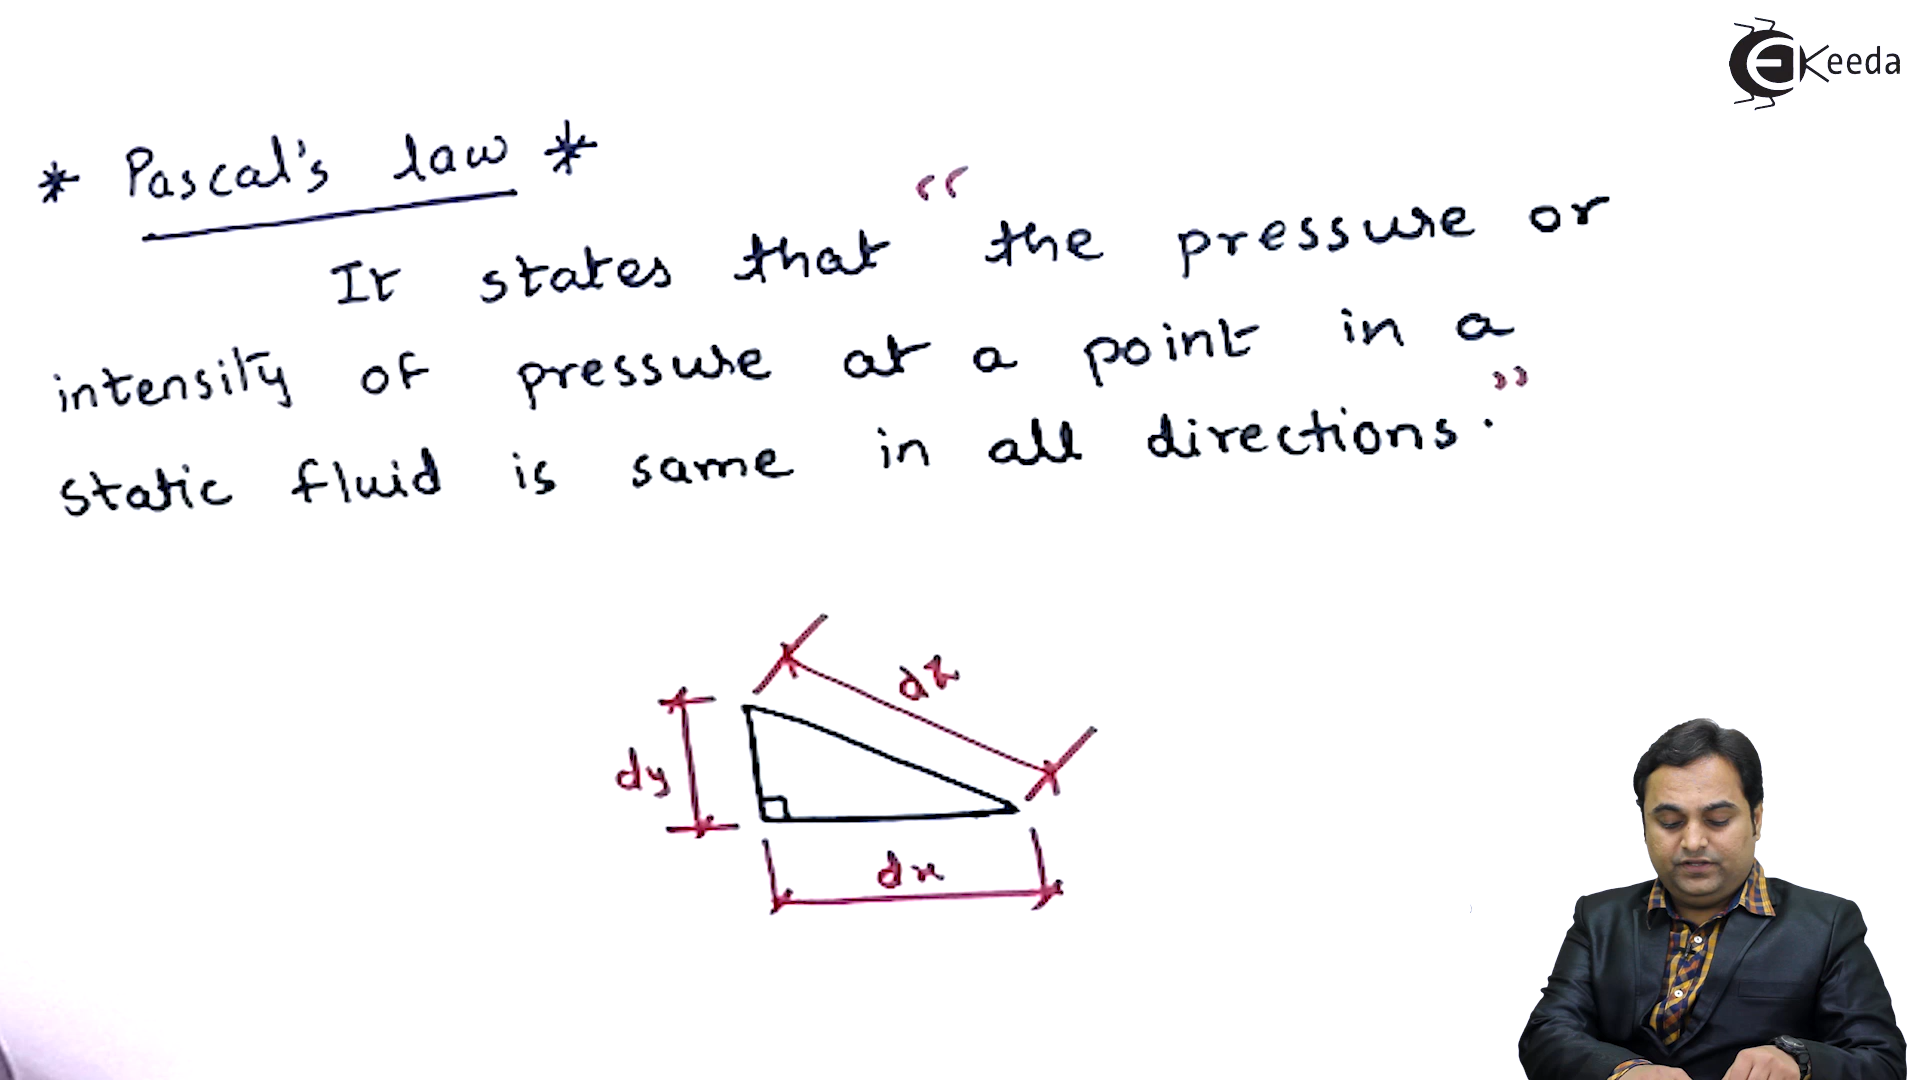 EKeeda
* Pascal's law *
It states that "the pressure or
intensity of pressure at a point in a
static fluid is same in all directions."
dz
dy
dx